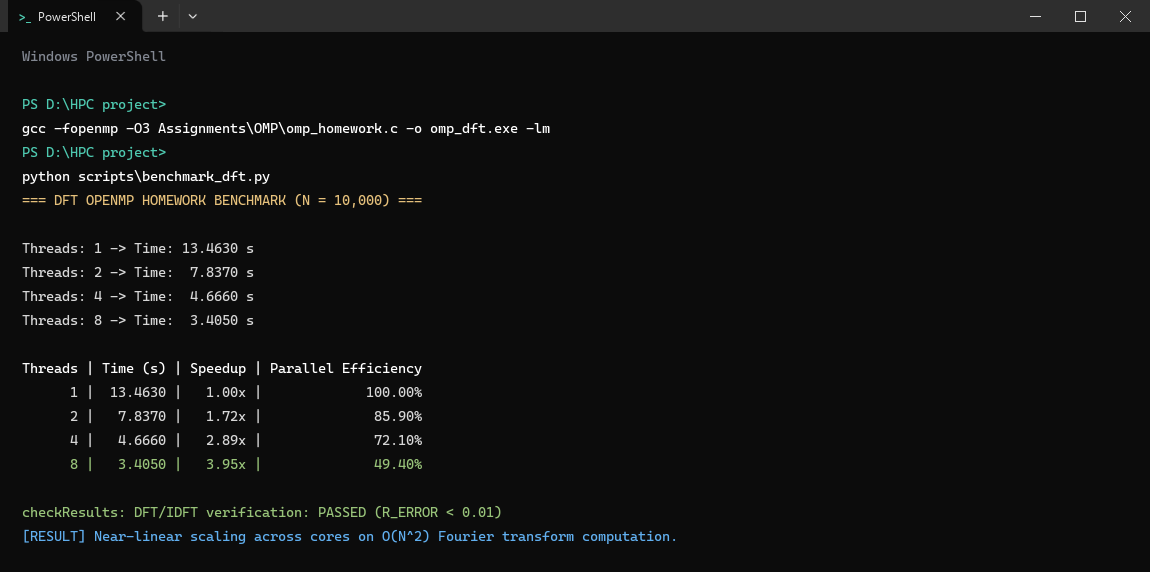 PowerShell
Windows PowerShell
PS D:\HPC project>
gcc -fopenmp -O3 Assignments\OMP\omp_homework.c -o omp_dft.exe -lm
PS D:\HPC project>
python scripts\benchmark_dft.py
=== DFT OPENMP HOMEWORK BENCHMARK (N = 10,000) ===
Threads: 1 -> Time: 13.4630 s
Threads: 2 -> Time:  7.8370 s
Threads: 4 -> Time:  4.6660 s
Threads: 8 -> Time:  3.4050 s
Threads | Time (s) | Speedup | Parallel Efficiency
      1 |  13.4630 |   1.00x |             100.00%
      2 |   7.8370 |   1.72x |              85.90%
      4 |   4.6660 |   2.89x |              72.10%
      8 |   3.4050 |   3.95x |              49.40%
checkResults: DFT/IDFT verification: PASSED (R_ERROR < 0.01)
[RESULT] Near-linear scaling across cores on O(N^2) Fourier transform computation.